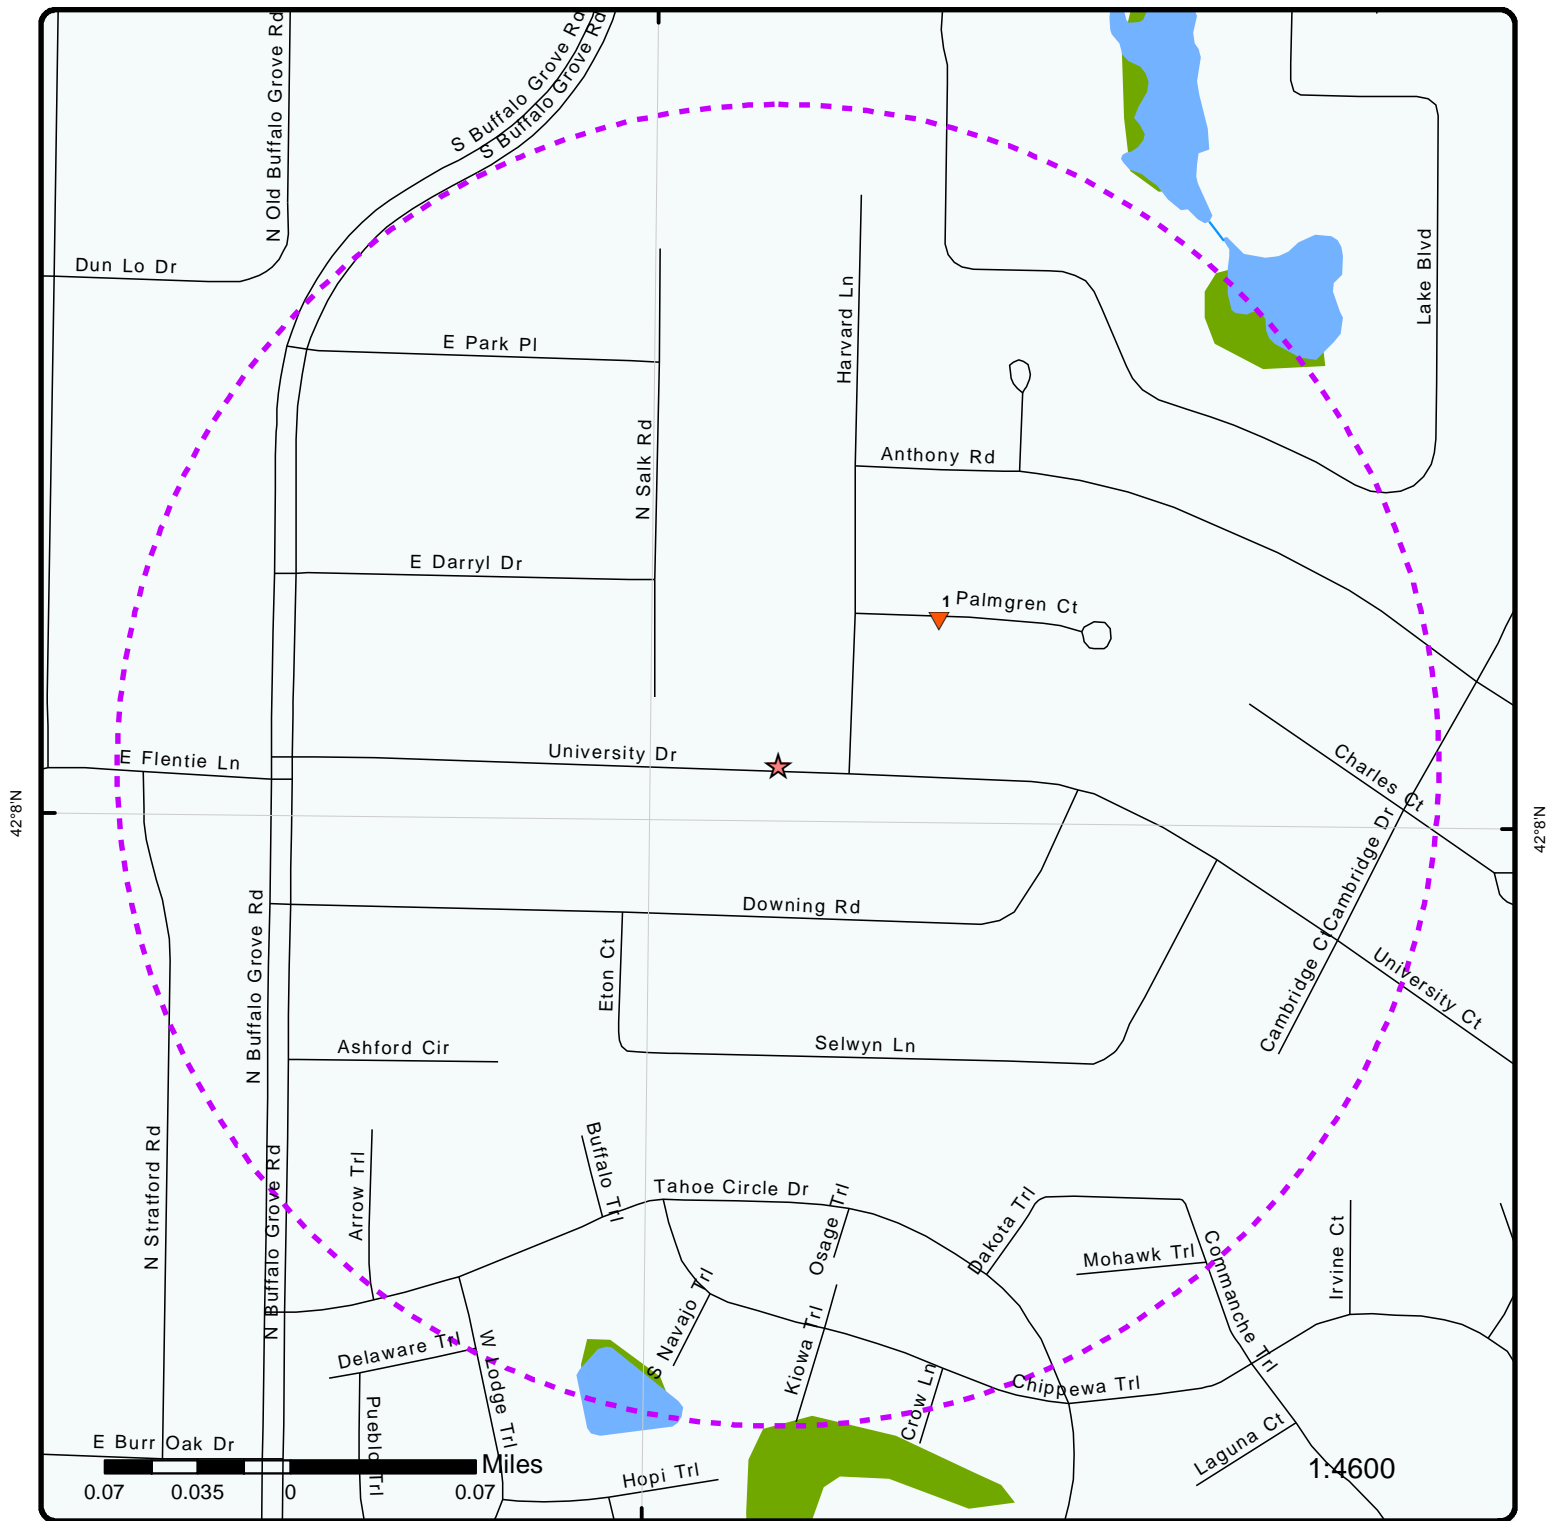 N Old Buffalo Grove Rd
S Buffalo Grove Rd
S Buffalo Grove Rd
Dun Lo Dr
Lake Blvd
Harvard Ln
E Park Pl
N Salk Rd
Anthony Rd
E Darryl Dr
1
Palmgren Ct
E Flentie Ln
University Dr
Charles Ct
42°8'N
42°8'N
Cambridge Dr
N Buffalo Grove Rd
Downing Rd
Eton Ct
Cambridge Ct
University Ct
Ashford Cir
Selwyn Ln
N Stratford Rd
N Buffalo Grove Rd
Arrow Trl
Buffalo Trl
Tahoe Circle Dr
Osage Trl
Dakota Trl
Mohawk Trl
Commanche Trl
Irvine Ct
Delaware Trl
W Lodge Trl
S Navajo Trl
Kiowa Trl
Crow Ln
Chippewa Trl
Pueblo Trl
E Burr Oak Dr
Laguna Ct
Hopi Trl
Miles
1:4600
0.07
0.035
0
0.07